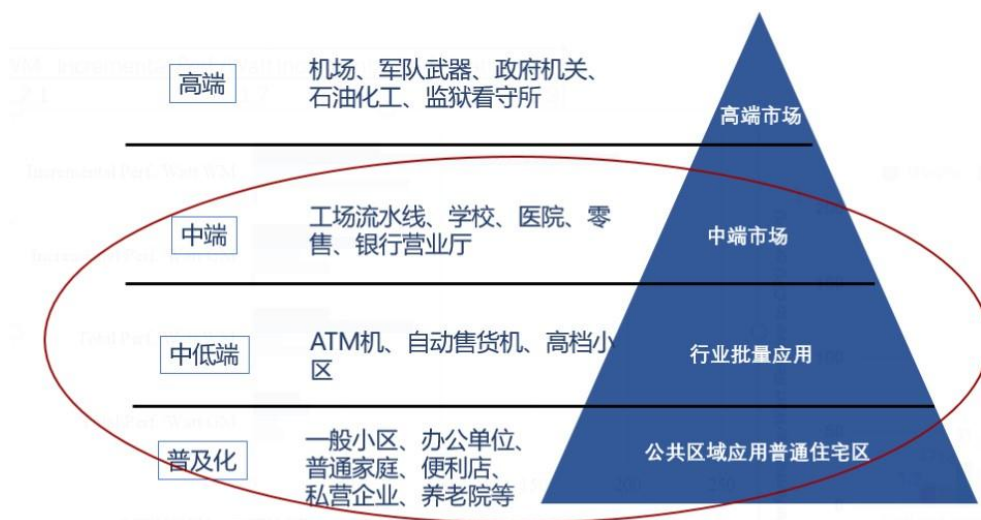 高端
机场、军队武器、政府机关、
石油化工、监狱看守所
高端市场
中端
工场流水线、学校、医院、零
售、银行营业厅
中端市场
中低端
ATM机、自动售货机、高档小
区
行业批量应用
普及化
一般小区、办公单位、
普通家庭、便利店、
私营企业、养老院等
公共区域应用普通住宅区